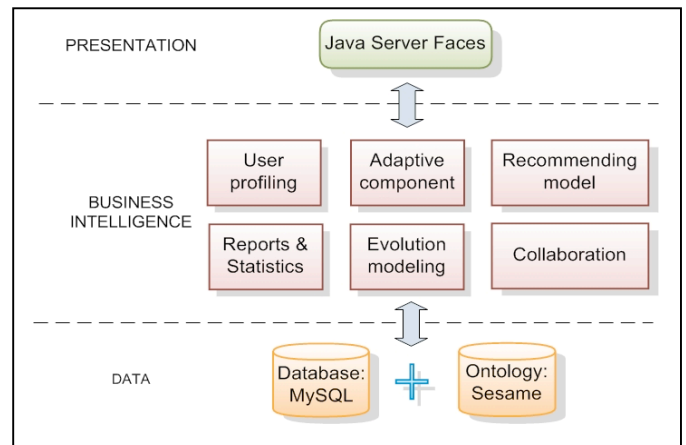 PRESENTATION
Java Server Faces
BUSINESS
INTELLIGENCE
User
profiling
Adaptive
component
Recommending
model
Reports &
Statistics
Evolution
modeling
Collaboration
DATA
Database:
MySQL
Ontology:
Sesame